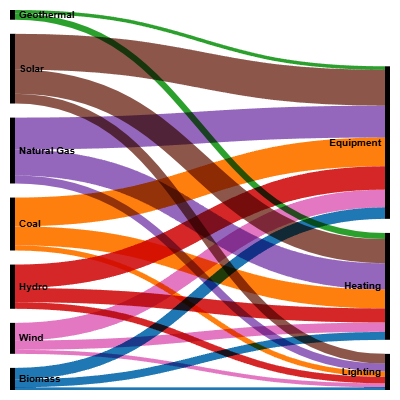 Geothermal
Solar
Natural Gas
Coal
Hydro
Wind
Biomass
Equipment
Heating
Lighting